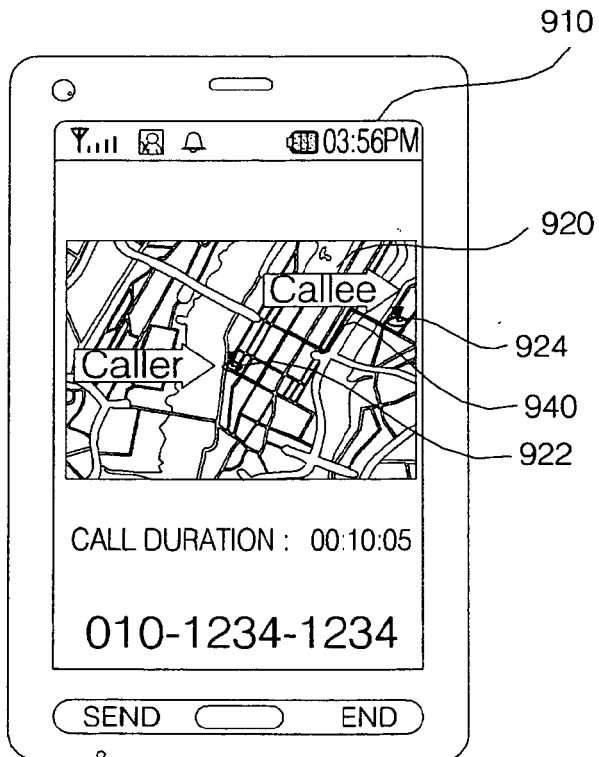 910
03:56PM
920
Callee
924
Caller
940
922
CALL DURATION : 00:10:05
010-1234-1234
SEND END